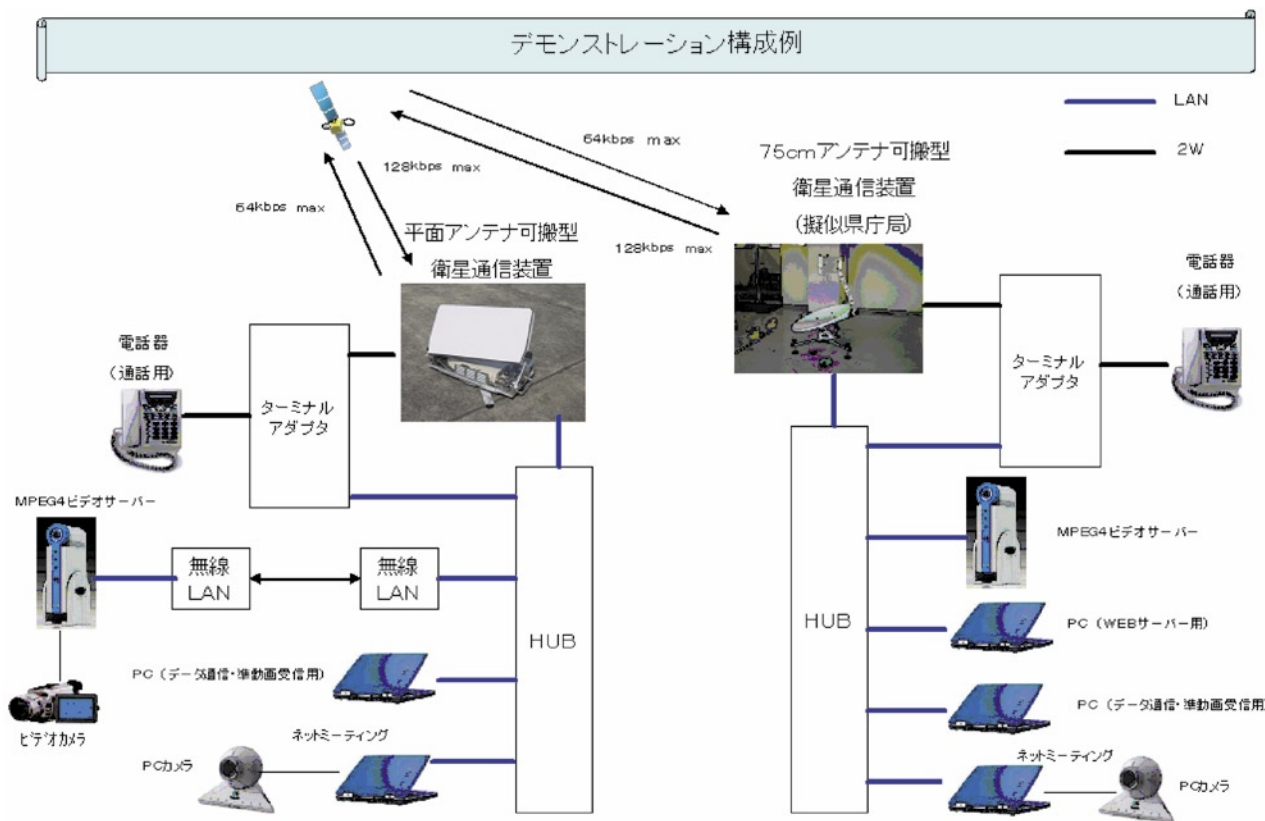 デモンストレーション構成例
LAN
2W
64kbps max
128kbps max
64kbps max
128kbps max
75cmアンテナ可搬型
衛星通信装置
(擬似県庁局)
平面アンテナ可搬型
衛星通信装置
電話器
(通話用)
ターミナル
アダプタ
電話器
(通話用)
ターミナル
アダプタ
MPEG4ビデオサーバー
無線
LAN
無線
LAN
HUB
PC (データ通信・準動画受信用)
ビデオカメラ
ネットミーティング
PCカメラ
HUB
MPEG4ビデオサーバー
PC (WEBサーバー用)
PC (データ通信・準動画受信用)
ネットミーティング
PCカメラ